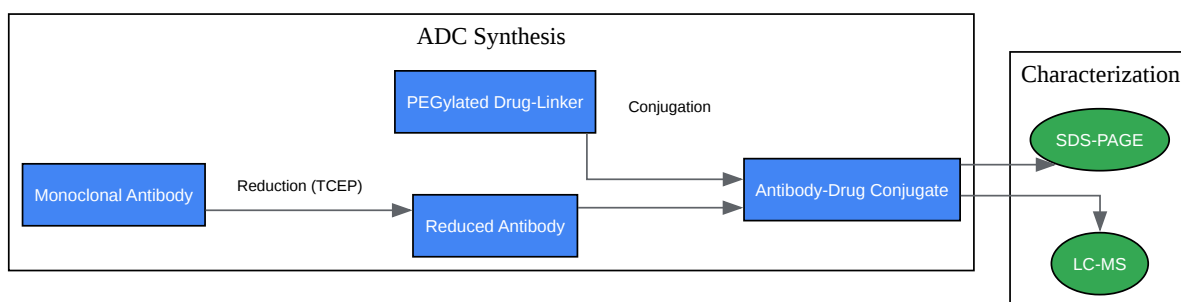 ADC Synthesis
Characterization
PEGylated Drug-Linker
Conjugation
SDS-PAGE
Monoclonal Antibody
Reduction (TCEP)
Antibody-Drug Conjugate
Reduced Antibody
LC-MS